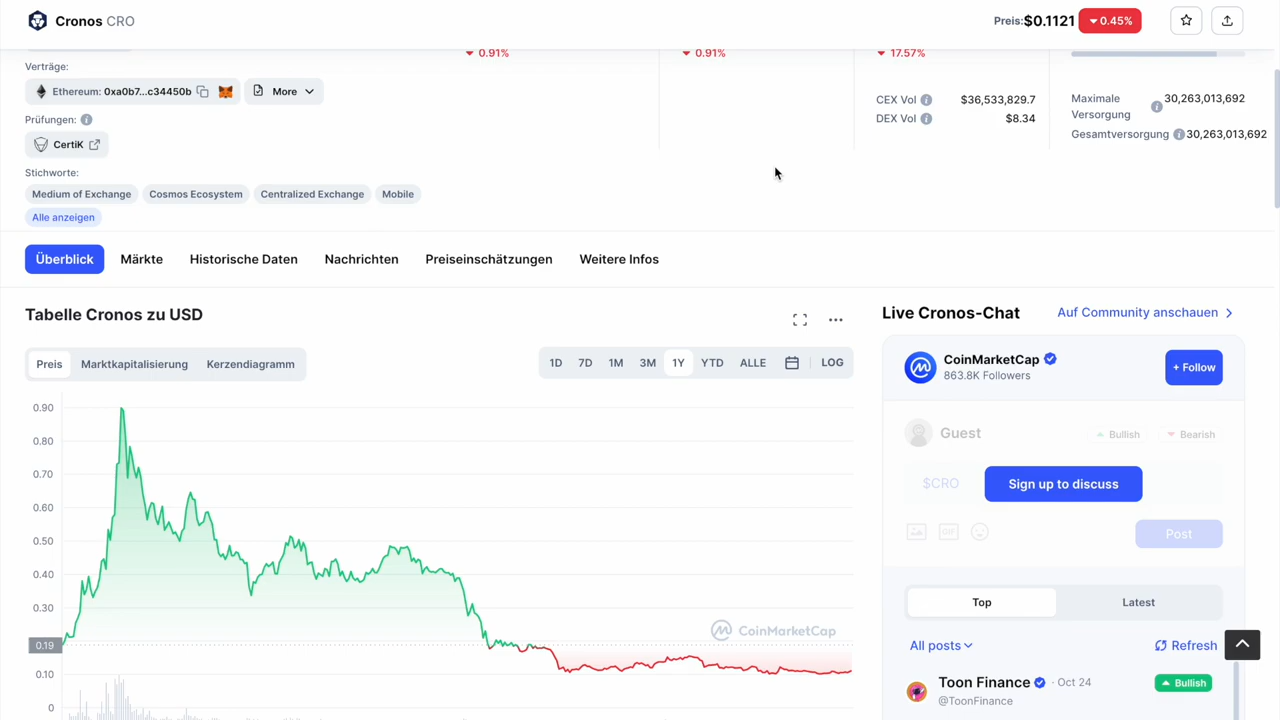 Cronos CRO
Preis:$0.1121 0.45%
0.91%
0.91%
17.57%
Verträge:
Ethereum: 0xa0b7...c34450b
More
Prüfungen:
CertiK
Stichworte:
Medium of Exchange
Cosmos Ecosystem
Centralized Exchange
Mobile
Alle anzeigen
CEX Vol $36,533,829.7
DEX Vol $8.34
Maximale Versorgung 30,263,013,692
Gesamtversorgung 30,263,013,692
Überblick
Märkte
Historische Daten
Nachrichten
Preiseinschätzungen
Weitere Infos
Tabelle Cronos zu USD
Preis
Marktkapitalisierung
Kerzendiagramm
1D
7D
1M
3M
1Y
YTD
ALLE
LOG
0.90
0.80
0.70
0.60
0.50
0.40
0.30
0.19
0.10
0
CoinMarketCap
Live Cronos-Chat
Auf Community anschauen
CoinMarketCap
863.8K Followers
+ Follow
Guest
Bullish
Bearish
$CRO
Sign up to discuss
GIF
Post
Top
Latest
All posts
Refresh
Toon Finance · Oct 24
Bullish
@ToonFinance